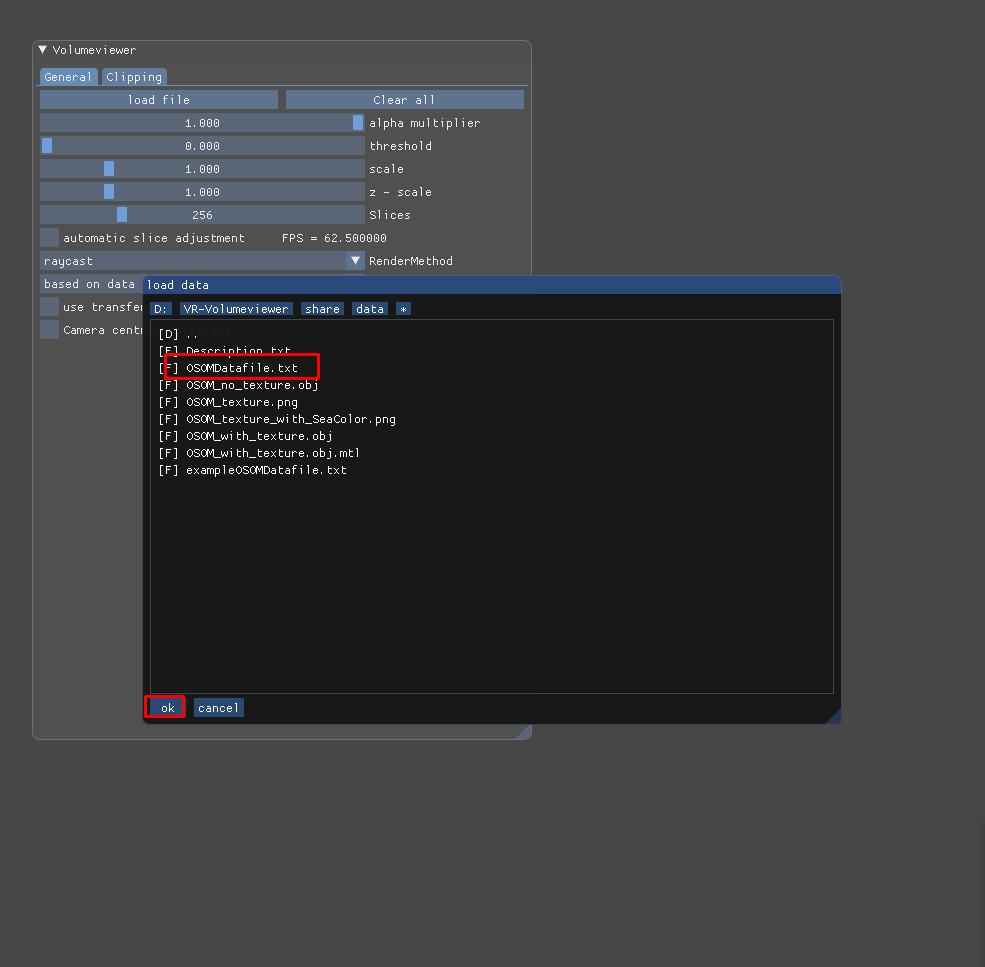 Volumeviewer
General Clipping
load file Clear all
1.000 alpha multiplier
0.000 threshold
1.000 scale
1.000 z - scale
256 Slices
automatic slice adjustment FPS = 62.500000
raycast RenderMethod
based on data
use transfer
Camera cent
load data
D: VR-Volumeviewer share data *
[D] ..
[F] Description.txt
[F] OSOMDatafile.txt
[F] OSOM_no_texture.obj
[F] OSOM_texture.png
[F] OSOM_texture_with_SeaColor.png
[F] OSOM_with_texture.obj
[F] OSOM_with_texture.obj.mtl
[F] exampleOSOMDatafile.txt
ok cancel